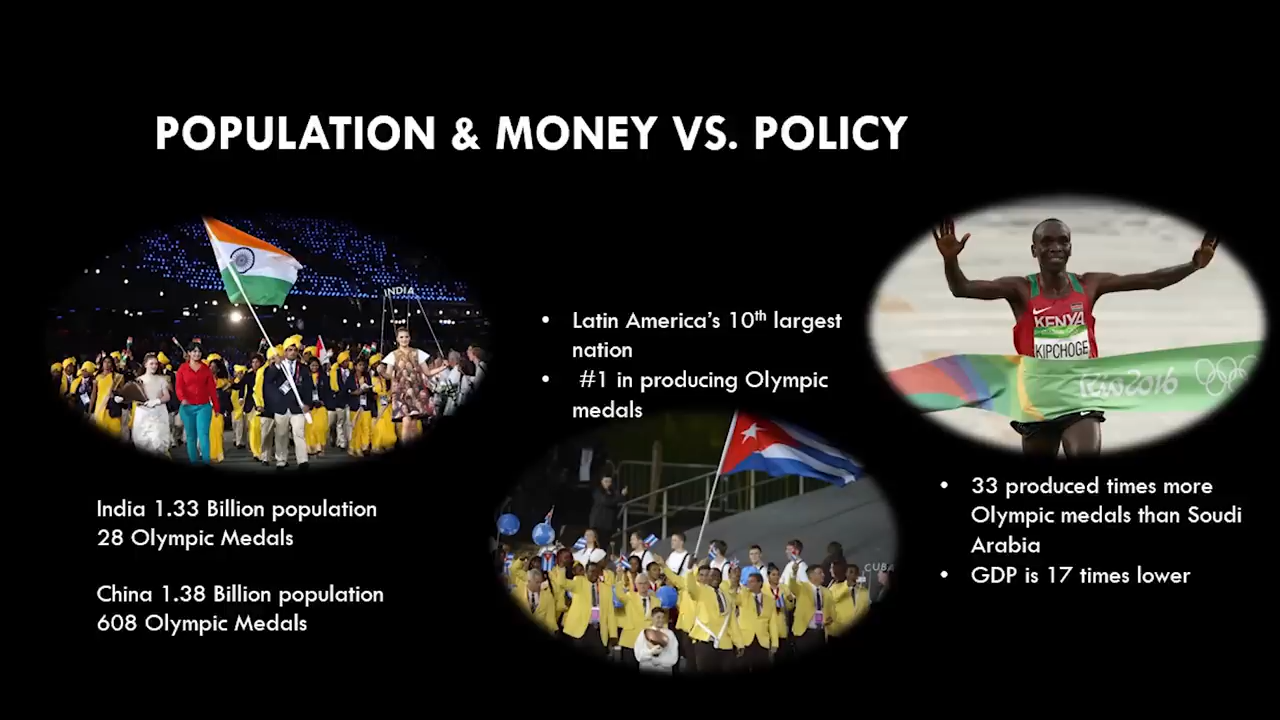 POPULATION & MONEY VS. POLICY
INDIA
India 1.33 Billion population
28 Olympic Medals
China 1.38 Billion population
608 Olympic Medals
• Latin America’s 10th largest
nation
• #1 in producing Olympic
medals
CUBA
KENYA
KIPCHOGE
Rio2016
• 33 produced times more
Olympic medals than Soudi
Arabia
• GDP is 17 times lower